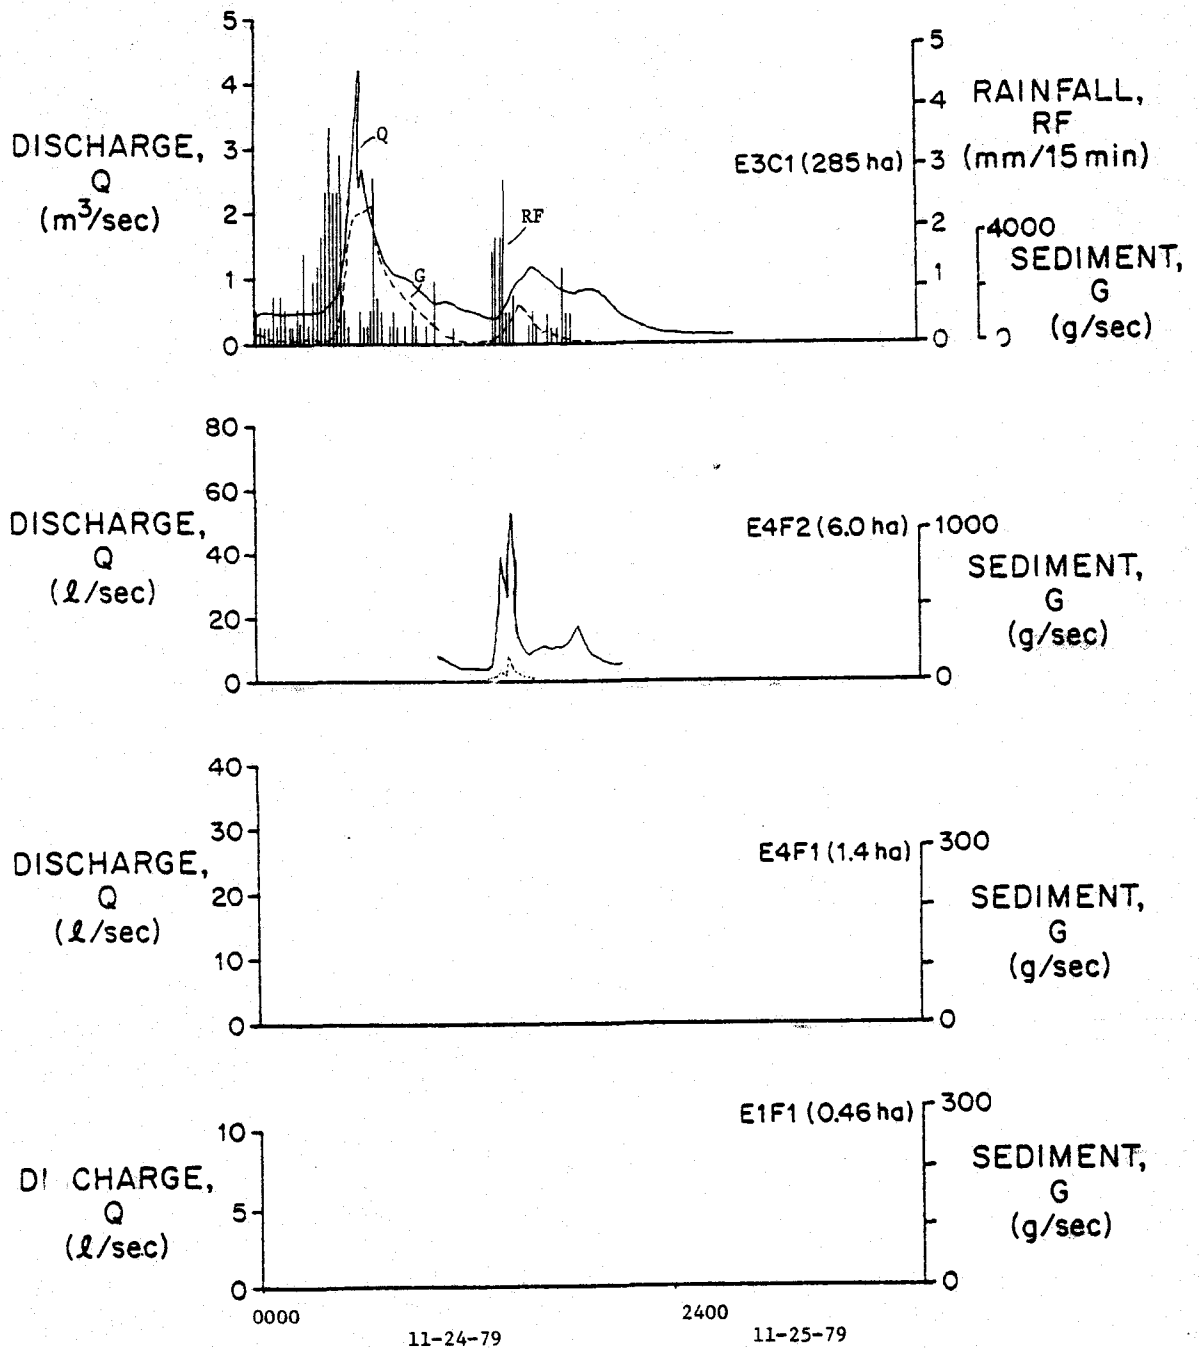 5
4
3
2
1
0
DISCHARGE,
Q
(m³/sec)
Q
G
RF
E3C1 (285 ha)
5
4
3
2
1
0
RAINFALL,
RF
(mm/15 min)
4000
SEDIMENT,
G
(g/sec)
80
60
40
20
0
DISCHARGE,
Q
(ℓ/sec)
E4F2 (6.0 ha)
1000
0
SEDIMENT,
G
(g/sec)
40
30
20
10
0
DISCHARGE,
Q
(ℓ/sec)
E4F1 (1.4 ha)
300
0
SEDIMENT,
G
(g/sec)
10
5
0
DI CHARGE,
Q
(ℓ/sec)
E1F1 (0.46 ha)
300
0
SEDIMENT,
G
(g/sec)
0000
2400
11-24-79
11-25-79